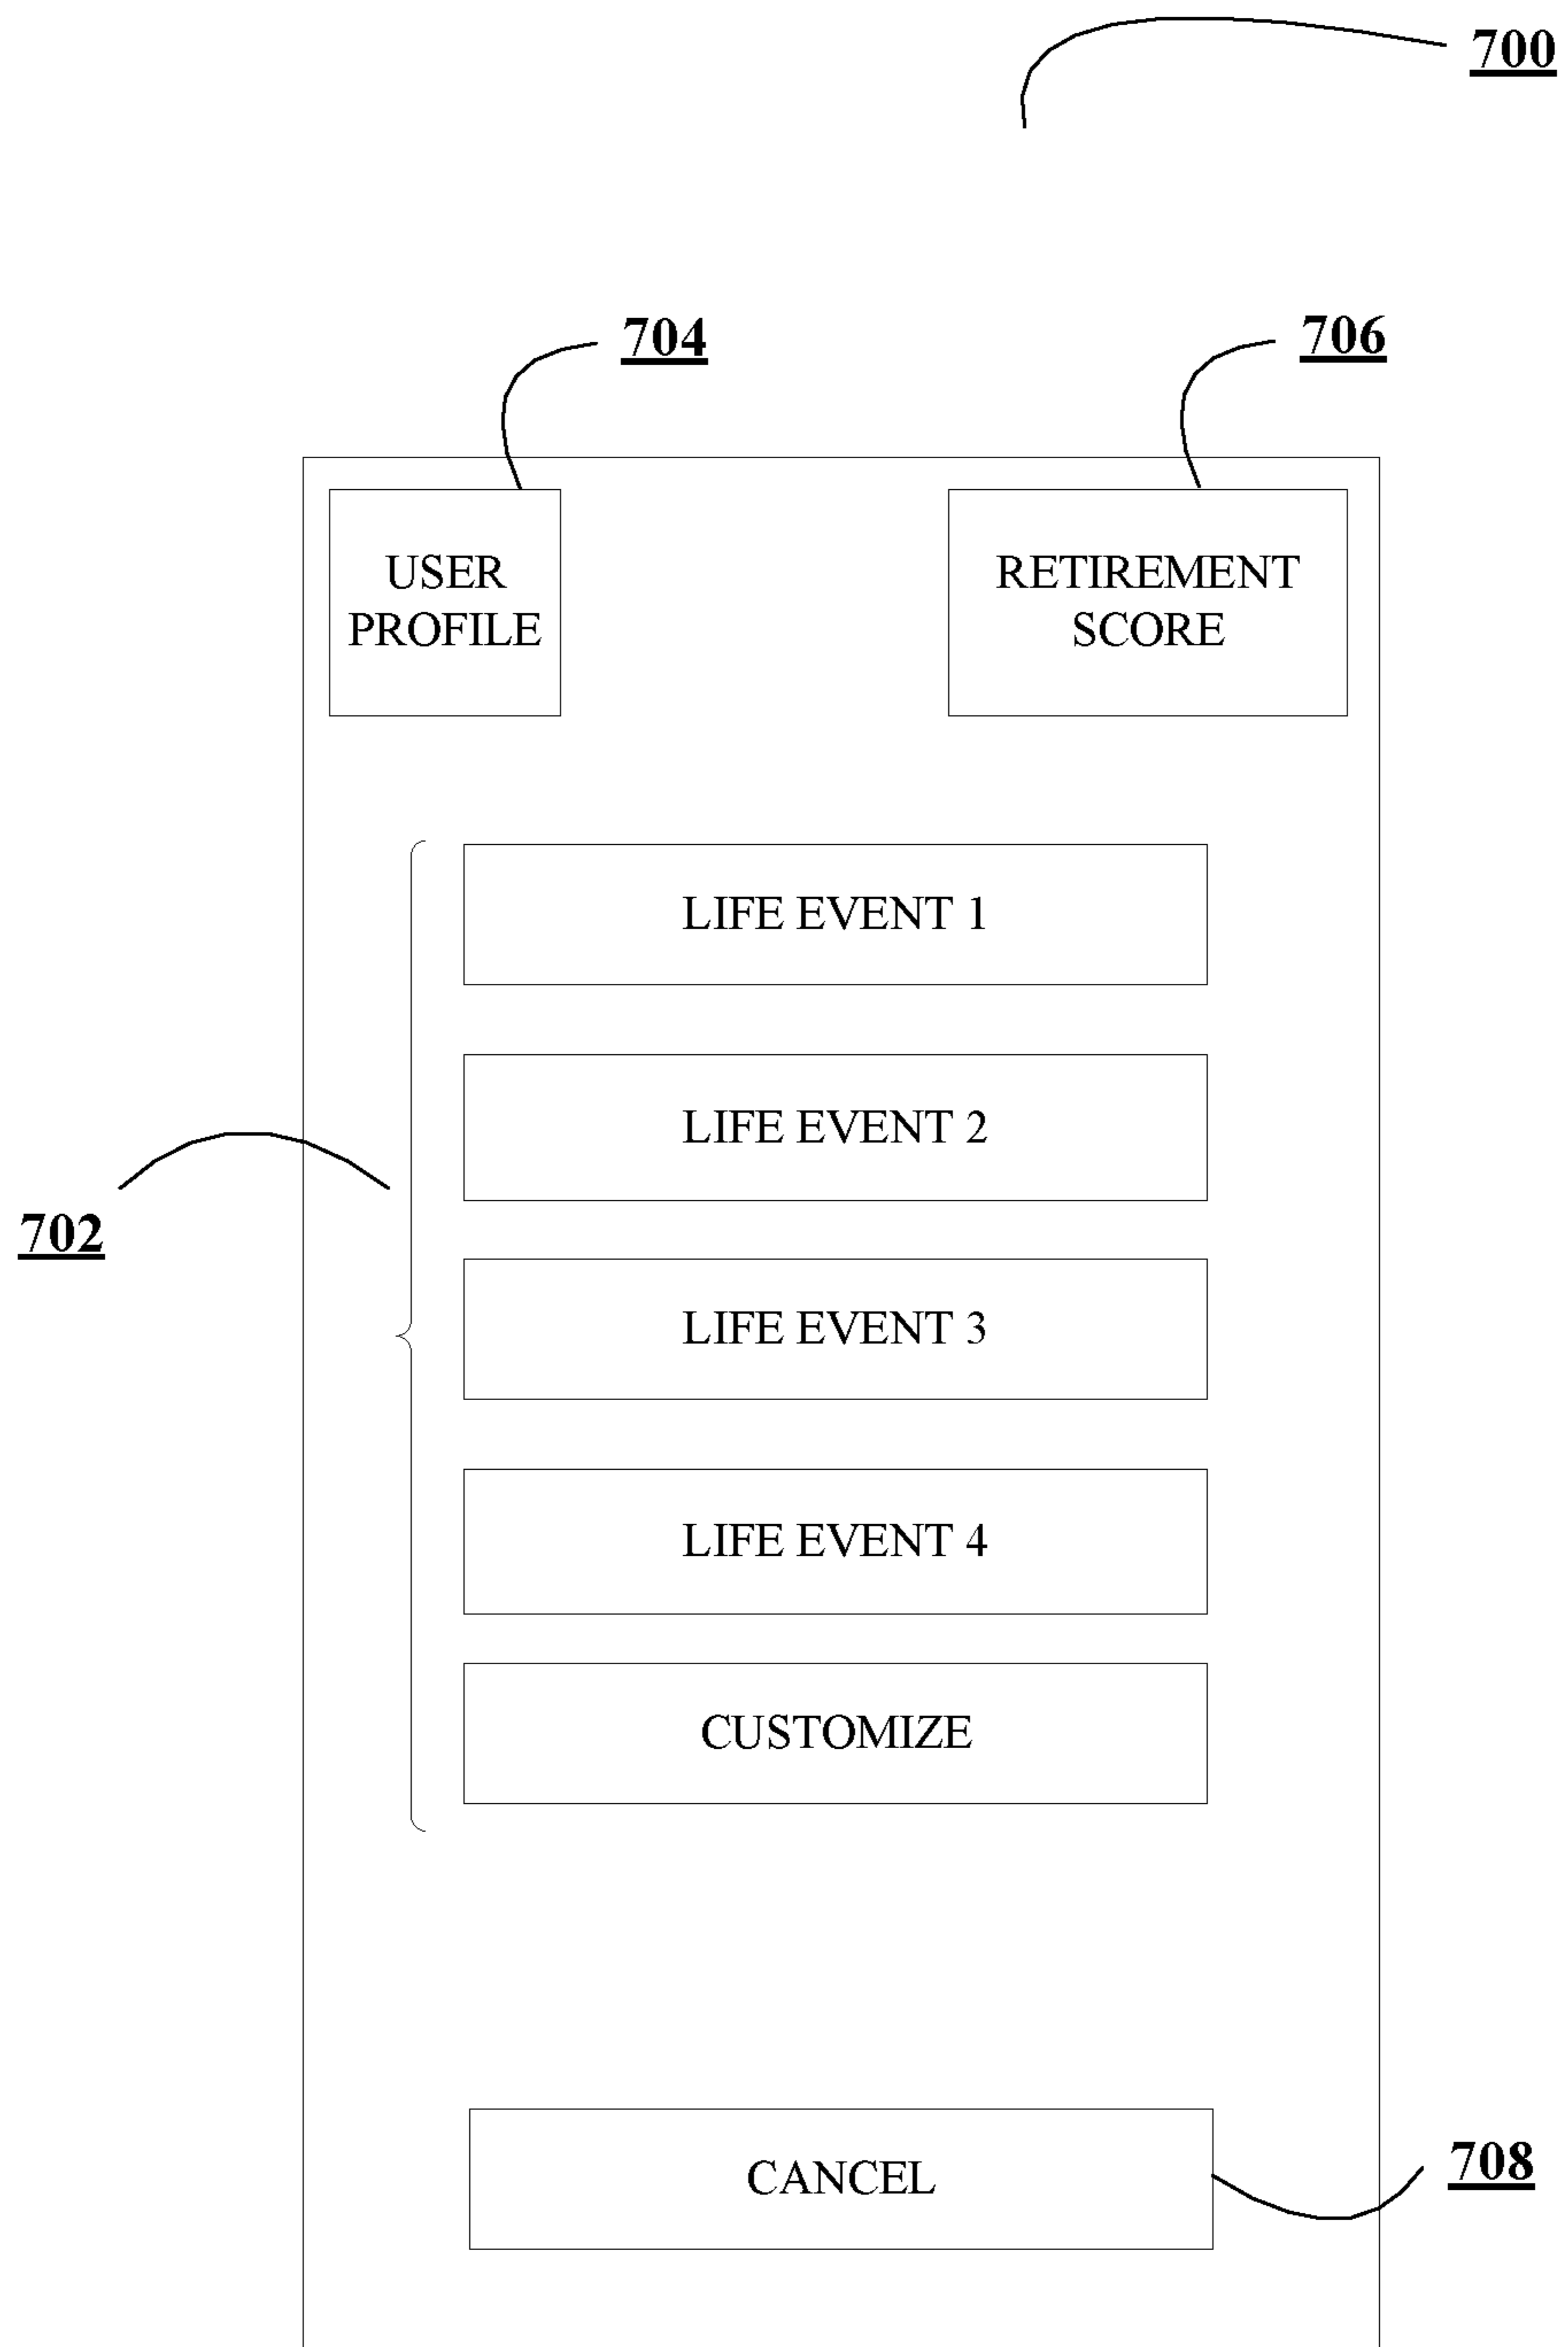 700
704
706
USER
PROFILE
RETIREMENT
SCORE
LIFE EVENT 1
LIFE EVENT 2
702
LIFE EVENT 3
LIFE EVENT 4
CUSTOMIZE
CANCEL
708